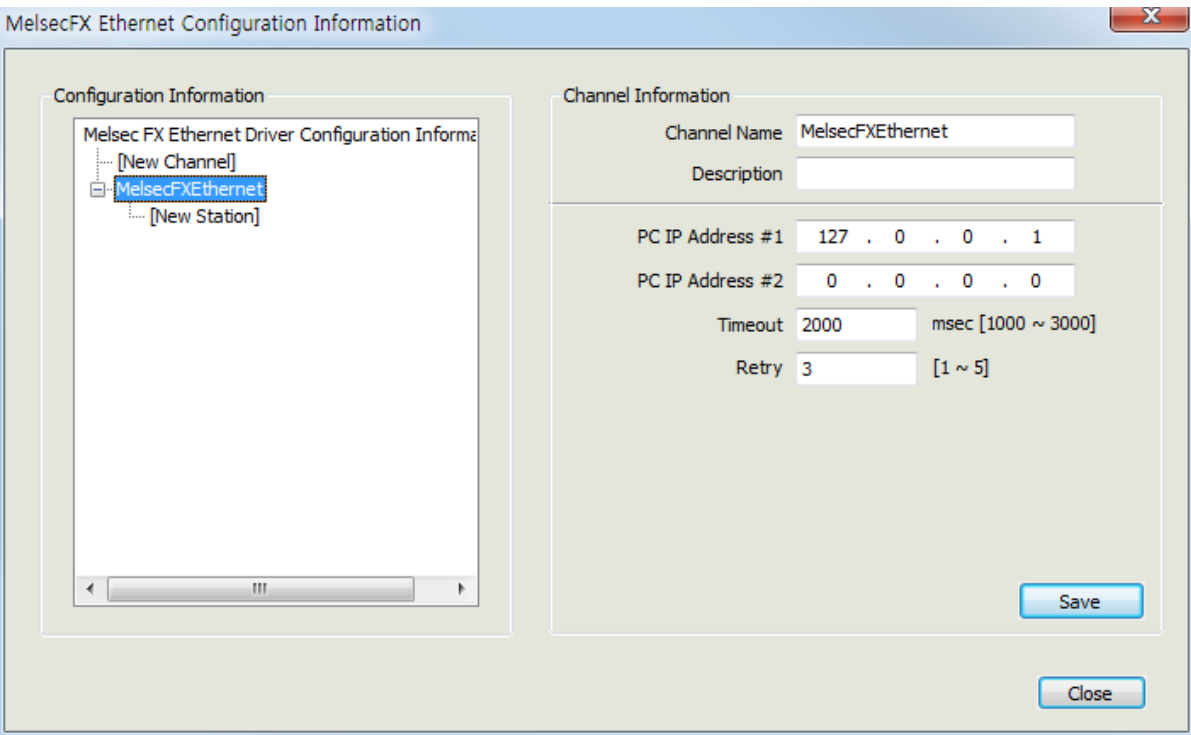 MelsecFX Ethernet Configuration Information
Configuration Information
Melsec FX Ethernet Driver Configuration Informa
[New Channel]
MelsecFXEthernet
[New Station]
Channel Information
Channel Name MelsecFXEthernet
Description
PC IP Address #1 127 . 0 . 0 . 1
PC IP Address #2 0 . 0 . 0 . 0
Timeout 2000 msec [1000 ~ 3000]
Retry 3 [1 ~ 5]
Save
Close